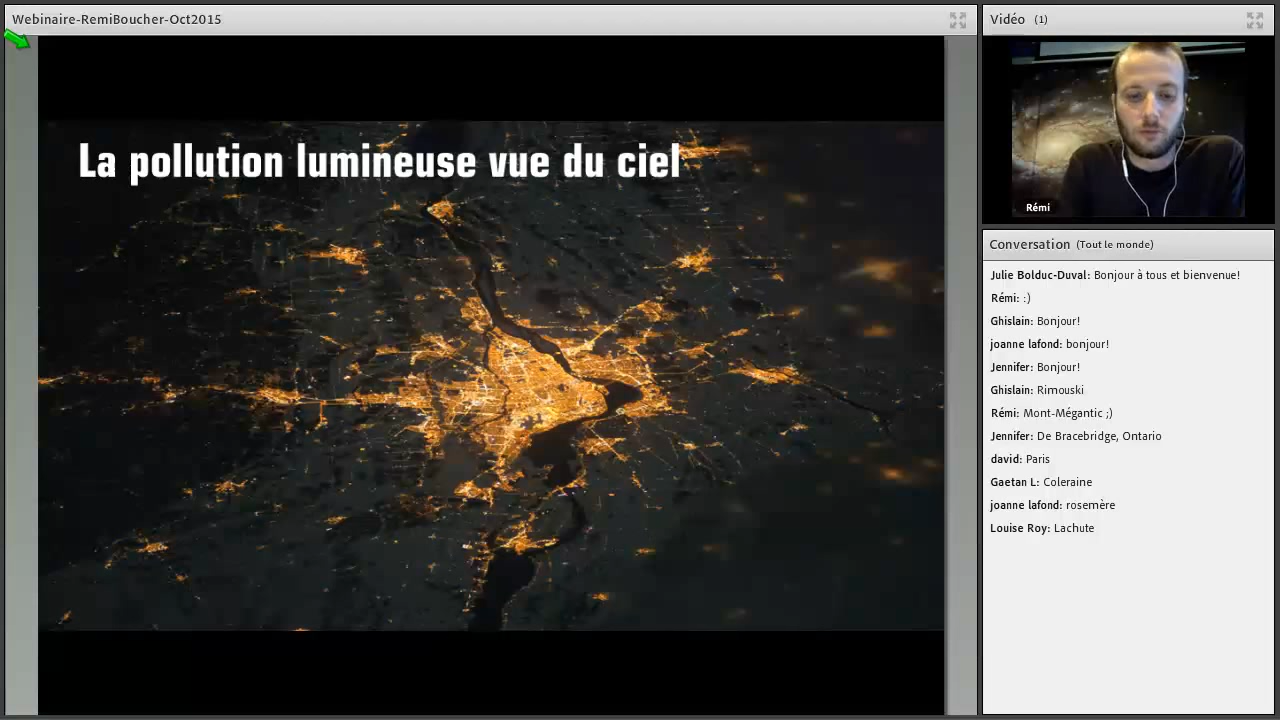 Webinaire-RemiBoucher-Oct2015
La pollution lumineuse vue du ciel
Vidéo (1)
Rémi
Conversation (Tout le monde)
Julie Bolduc-Duval: Bonjour à tous et bienvenue!
Rémi: :)
Ghislain: Bonjour!
joanne lafond: bonjour!
Jennifer: Bonjour!
Ghislain: Rimouski
Rémi: Mont-Mégantic ;)
Jennifer: De Bracebridge, Ontario
david: Paris
Gaetan L: Coleraine
joanne lafond: rosemère
Louise Roy: Lachute